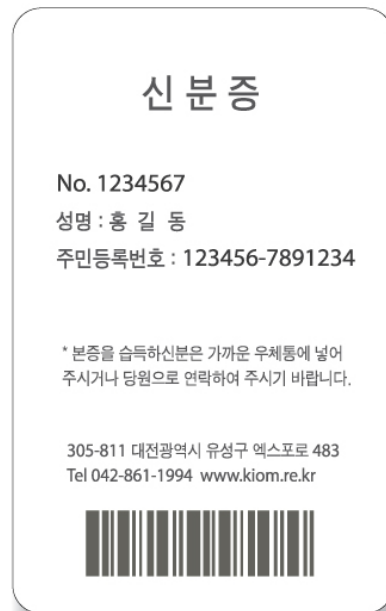 신분증
No. 1234567
성명 : 홍 길 동
주민등록번호 : 123456-7891234
* 본증을 습득하신분은 가까운 우체통에 넣어
주시거나 당원으로 연락하여 주시기 바랍니다.
305-811 대전광역시 유성구 엑스포로 483
Tel 042-861-1994 www.kiom.re.kr